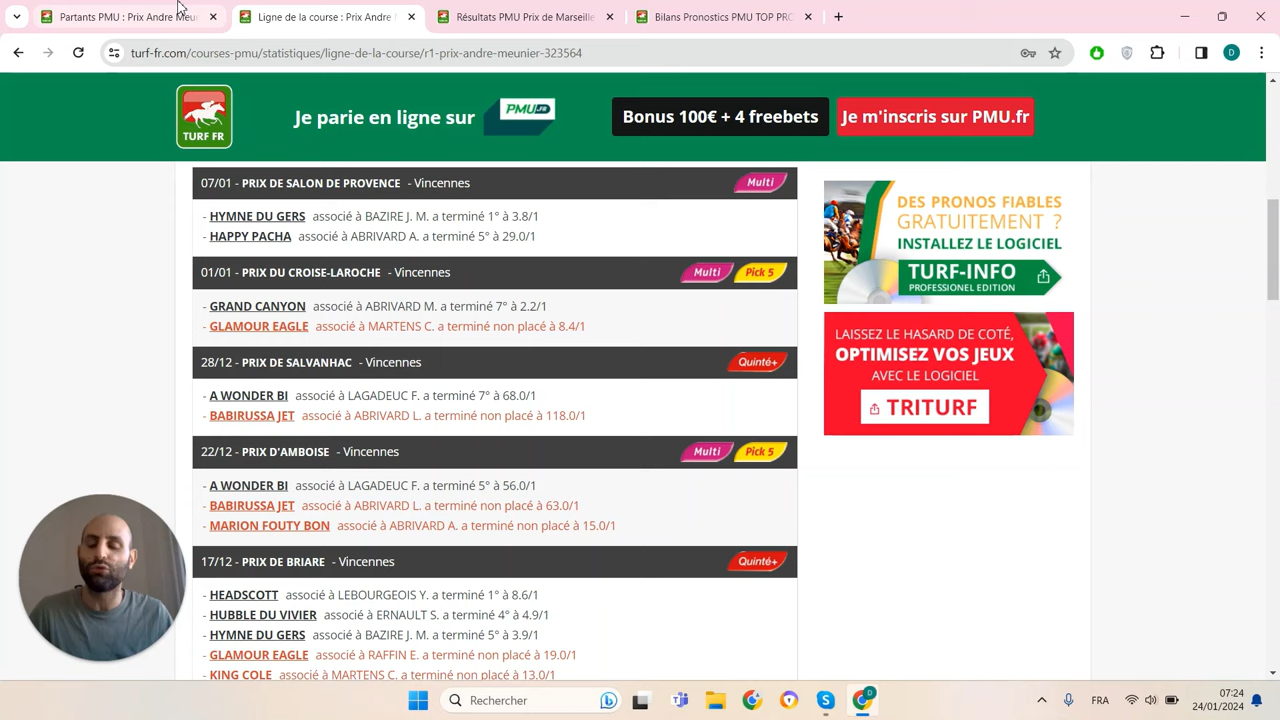 Partants PMU : Prix Andre Meun
Ligne de la course : Prix Andre M
Résultats PMU Prix de Marseille
Bilans Pronostics PMU TOP PRO
turf-fr.com/courses-pmu/statistiques/ligne-de-la-course/r1-prix-andre-meunier-323564
D
TURF FR
Je parie en ligne sur
PMU.FR
Bonus 100€ + 4 freebets
Je m'inscris sur PMU.fr
07/01 - PRIX DE SALON DE PROVENCE - Vincennes
Multi
- HYMNE DU GERS associé à BAZIRE J. M. a terminé 1° à 3.8/1
- HAPPY PACHA associé à ABRIVARD A. a terminé 5° à 29.0/1
01/01 - PRIX DU CROISE-LAROCHE - Vincennes
Multi Pick 5
- GRAND CANYON associé à ABRIVARD M. a terminé 7° à 2.2/1
- GLAMOUR EAGLE associé à MARTENS C. a terminé non placé à 8.4/1
28/12 - PRIX DE SALVANHAC - Vincennes
Quinté+
- A WONDER BI associé à LAGADEUC F. a terminé 7° à 68.0/1
- BABIRUSSA JET associé à ABRIVARD L. a terminé non placé à 118.0/1
22/12 - PRIX D'AMBOISE - Vincennes
Multi Pick 5
- A WONDER BI associé à LAGADEUC F. a terminé 5° à 56.0/1
- BABIRUSSA JET associé à ABRIVARD L. a terminé non placé à 63.0/1
- MARION FOUTY BON associé à ABRIVARD A. a terminé non placé à 15.0/1
17/12 - PRIX DE BRIARE - Vincennes
Quinté+
- HEADSCOTT associé à LEBOURGEOIS Y. a terminé 1° à 8.6/1
- HUBBLE DU VIVIER associé à ERNAULT S. a terminé 4° à 4.9/1
- HYMNE DU GERS associé à BAZIRE J. M. a terminé 5° à 3.9/1
- GLAMOUR EAGLE associé à RAFFIN E. a terminé non placé à 19.0/1
- KING COLE associé à MARTENS C. a terminé non placé à 13.0/1
DES PRONOS FIABLES
GRATUITEMENT ?
INSTALLEZ LE LOGICIEL
TURF-INFO
PROFESSIONEL EDITION
LAISSEZ LE HASARD DE COTÉ,
OPTIMISEZ VOS JEUX
AVEC LE LOGICIEL
TRITURF
Rechercher
D
FRA
07:24
24/01/2024